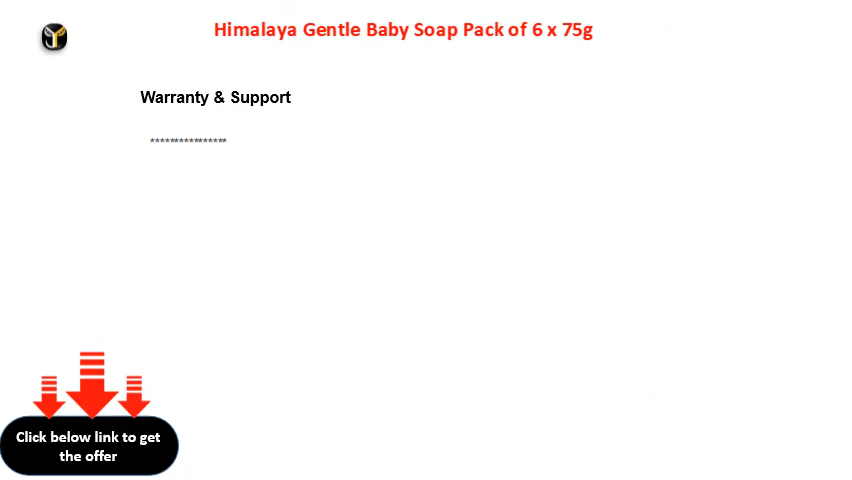 Himalaya Gentle Baby Soap Pack of 6 x 75g
Warranty & Support
****************
Click below link to get
the offer